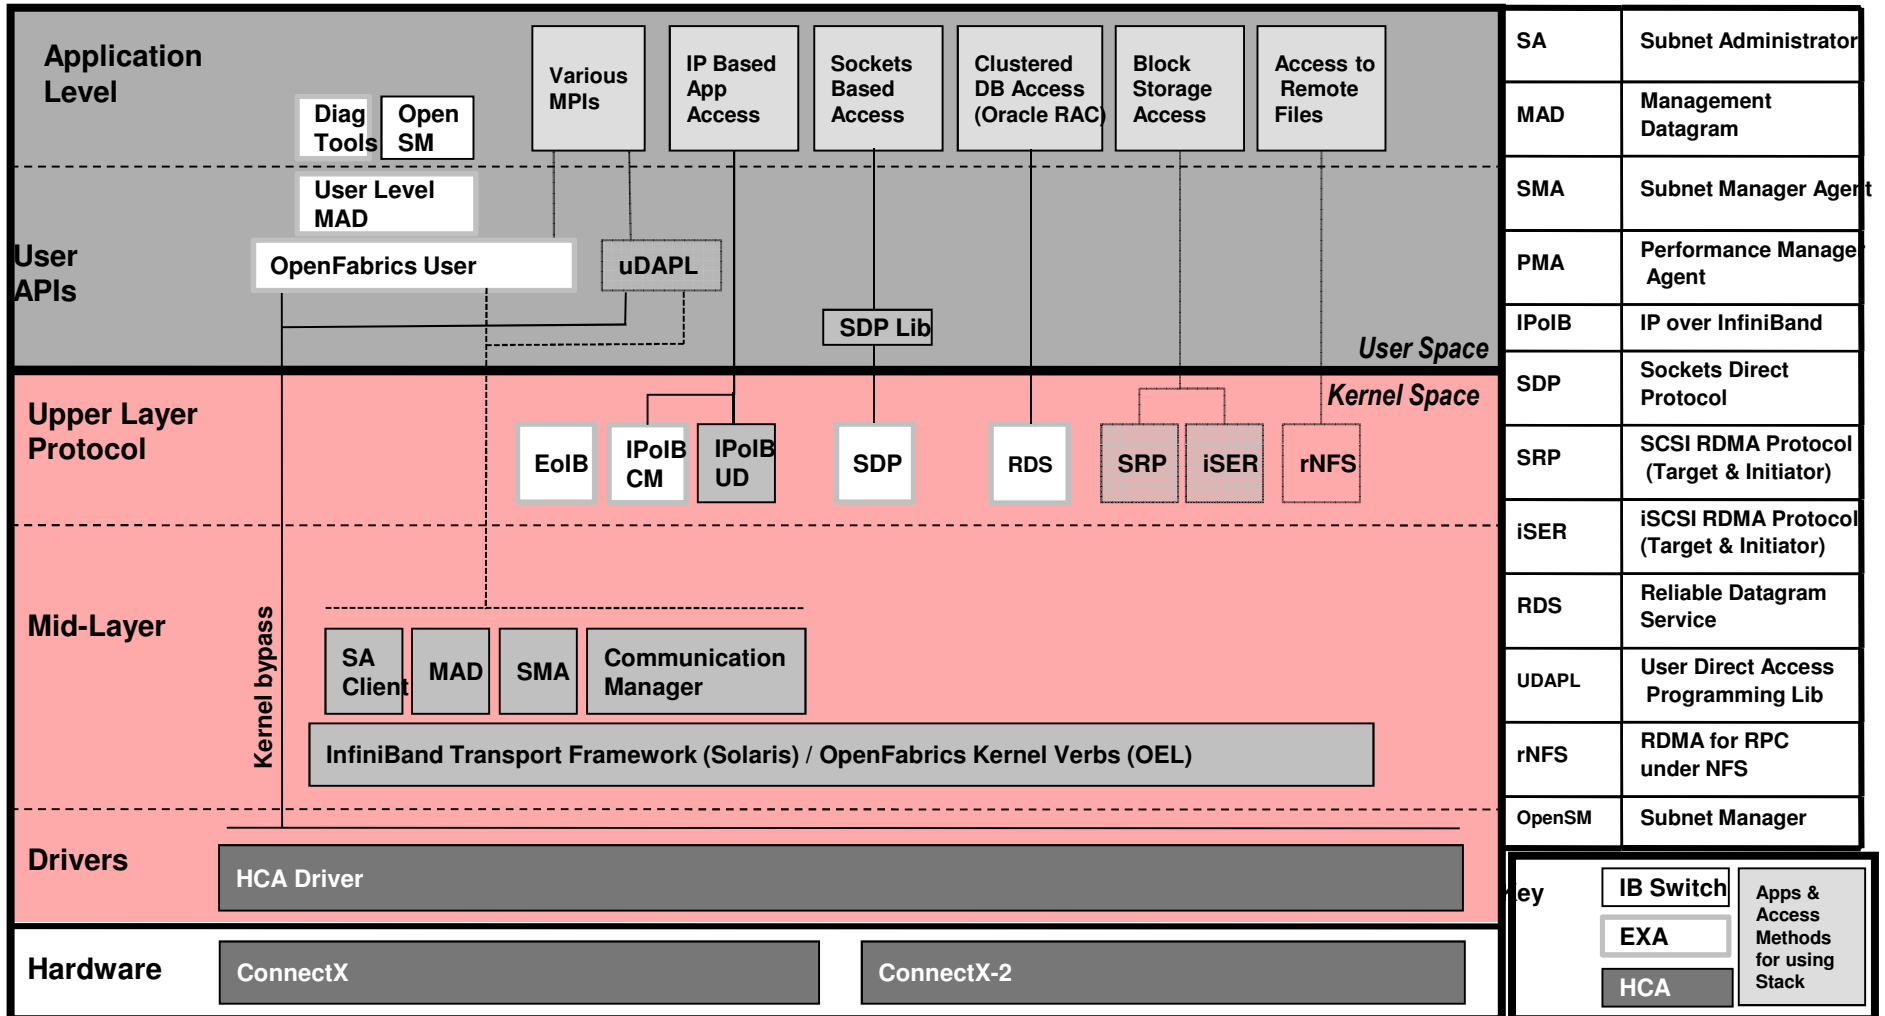 Application
Level
Diag
Tools
Open
SM
Various
MPIs
IP Based
App
Access
Sockets
Based
Access
Clustered
DB Access
(Oracle RAC)
Block
Storage
Access
Access to
Remote
Files
User Level
MAD
User
APIs
OpenFabrics User
uDAPL
SDP Lib
User Space
Kernel Space
Upper Layer
Protocol
EoIB
IPoIB
CM
IPoIB
UD
SDP
RDS
SRP
iSER
rNFS
Mid-Layer
Kernel bypass
SA
Client
MAD
SMA
Communication
Manager
InfiniBand Transport Framework (Solaris) / OpenFabrics Kernel Verbs (OEL)
Drivers
HCA Driver
Hardware
ConnectX
ConnectX-2
SA
Subnet Administrator
MAD
Management
Datagram
SMA
Subnet Manager Agent
PMA
Performance Manager
Agent
IPoIB
IP over InfiniBand
SDP
Sockets Direct
Protocol
SRP
SCSI RDMA Protocol
(Target & Initiator)
iSER
iSCSI RDMA Protocol
(Target & Initiator)
RDS
Reliable Datagram
Service
UDAPL
User Direct Access
Programming Lib
rNFS
RDMA for RPC
under NFS
OpenSM
Subnet Manager
ey
IB Switch
EXA
HCA
Apps &
Access
Methods
for using
Stack